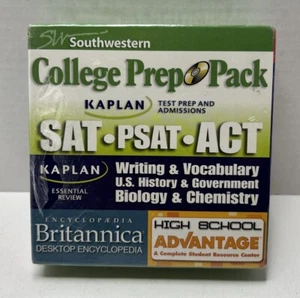 SW Southwestern
College Prep Pack
KAPLAN TEST PREP AND ADMISSIONS
SAT • PSAT • ACT
KAPLAN ESSENTIAL REVIEW
Writing & Vocabulary
U.S. History & Government
Biology & Chemistry
ENCYCLOPÆDIA
Britannica
DESKTOP ENCYCLOPEDIA
HIGH SCHOOL
ADVANTAGE
A Complete Student Resource Center